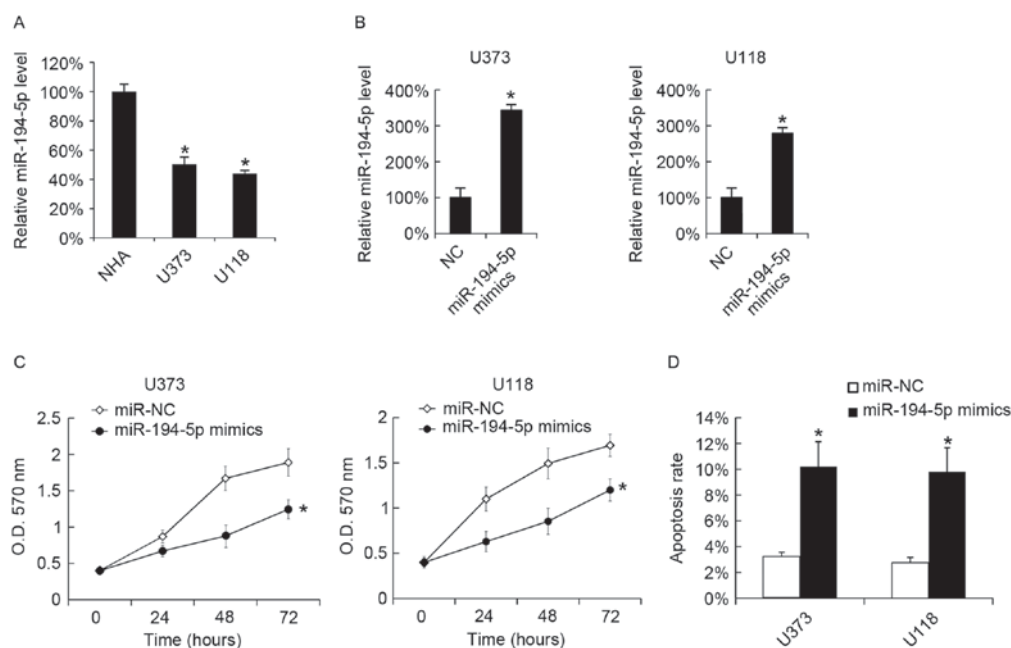 A
Relative miR-194-5p level
120%
100%
80%
60%
40%
20%
0%
*
*
NHA
U373
U118
B
U373
Relative miR-194-5p level
400%
300%
200%
100%
0%
*
NC
miR-194-5p
mimics
U118
Relative miR-194-5p level
400%
300%
200%
100%
0%
*
NC
miR-194-5p
mimics
C
U373
miR-NC
miR-194-5p mimics
O.D. 570 nm
2.5
2
1.5
1
0.5
0
*
0 24 48 72
Time (hours)
U118
miR-NC
miR-194-5p mimics
O.D. 570 nm
2
1.5
1
0.5
0
*
0 24 48 72
Time (hours)
D
miR-NC
miR-194-5p mimics
Apoptosis rate
14%
12%
10%
8%
6%
4%
2%
0%
*
*
U373
U118